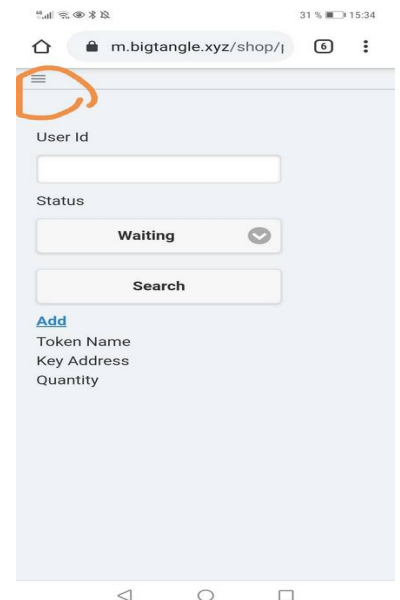 31 % 15:34
m.bigtangle.xyz/shop/
6
User Id
Status
Waiting
Search
Add
Token Name
Key Address
Quantity